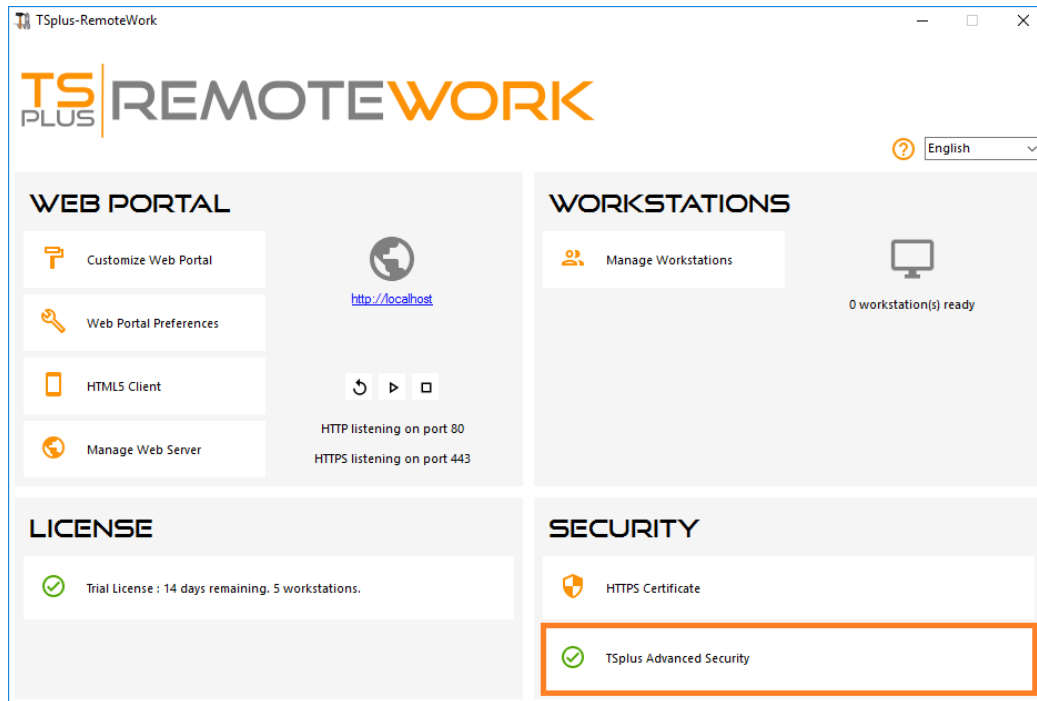 TSplus-RemoteWork
TS PLUS REMOTEWORK
English
WEB PORTAL
Customize Web Portal
http://localhost
Web Portal Preferences
HTML5 Client
HTTP listening on port 80
Manage Web Server
HTTPS listening on port 443
WORKSTATIONS
Manage Workstations
0 workstation(s) ready
LICENSE
Trial License : 14 days remaining. 5 workstations.
SECURITY
HTTPS Certificate
TSplus Advanced Security